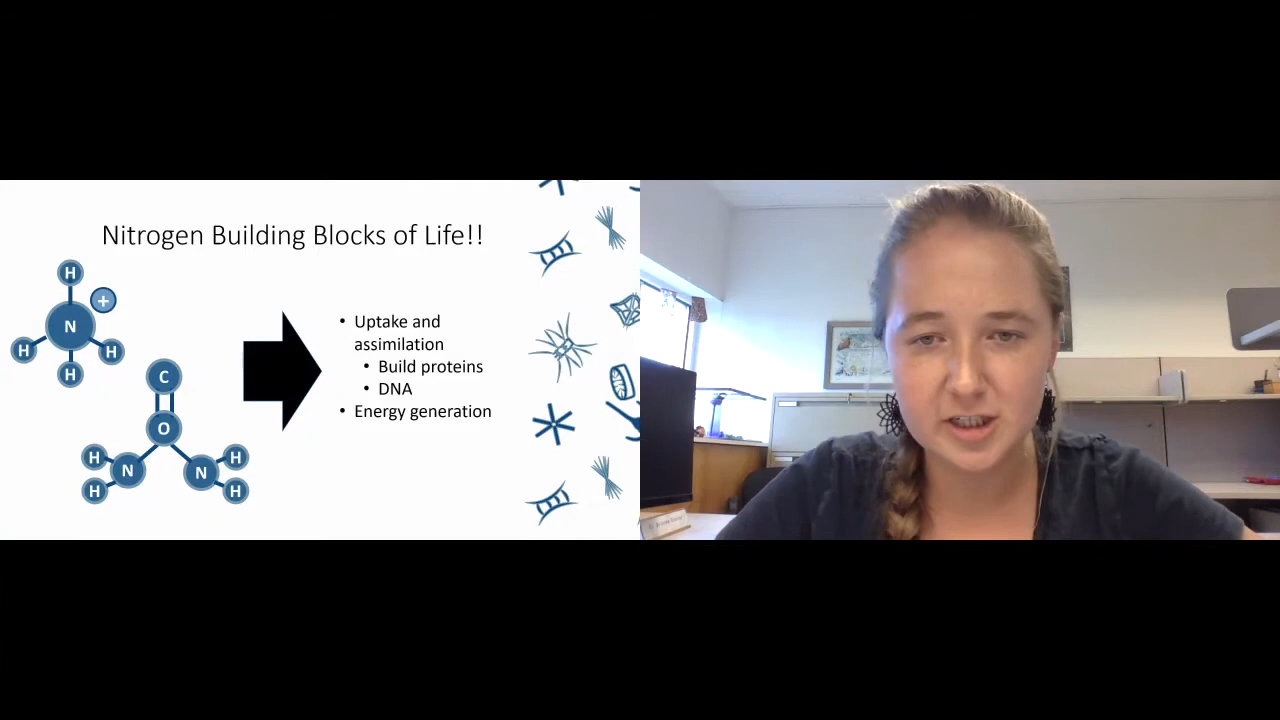 Nitrogen Building Blocks of Life!!
H
+
N
H
H
H
C
O
H
N
N
H
H
H
• Uptake and
assimilation
• Build proteins
• DNA
• Energy generation